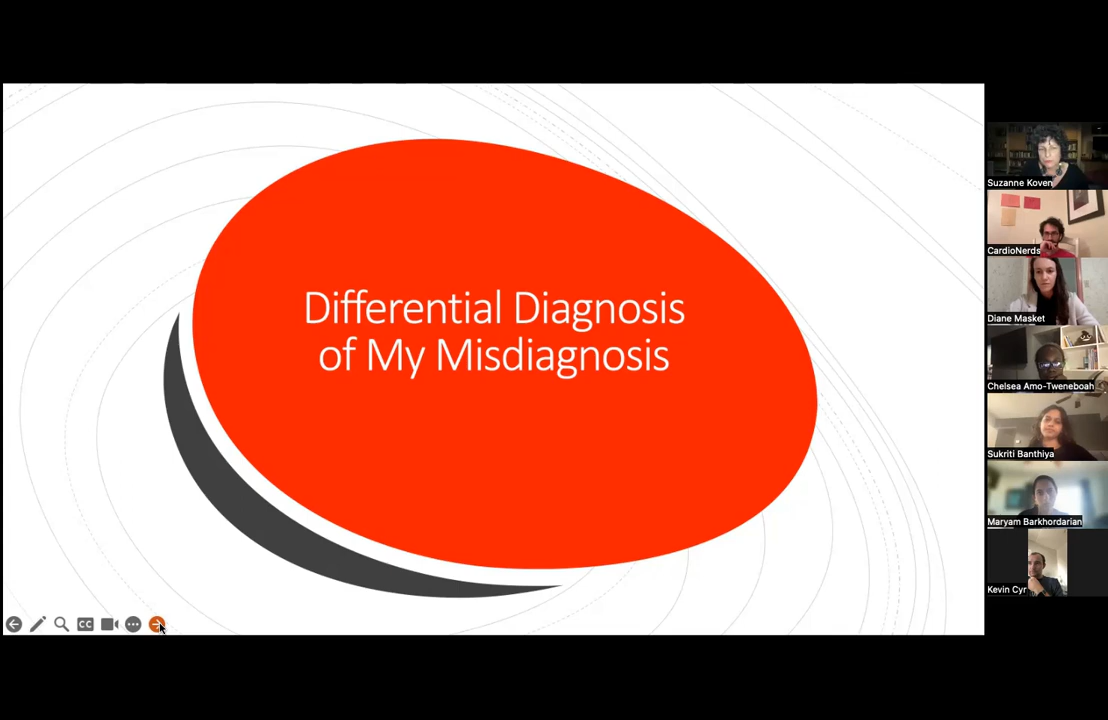 Differential Diagnosis
of My Misdiagnosis
CC
Suzanne Koven
CardioNerds
Diane Masket
Chelsea Amo-Tweneboah
Sukriti Banthiya
Maryam Barkhordarian
Kevin Cyr